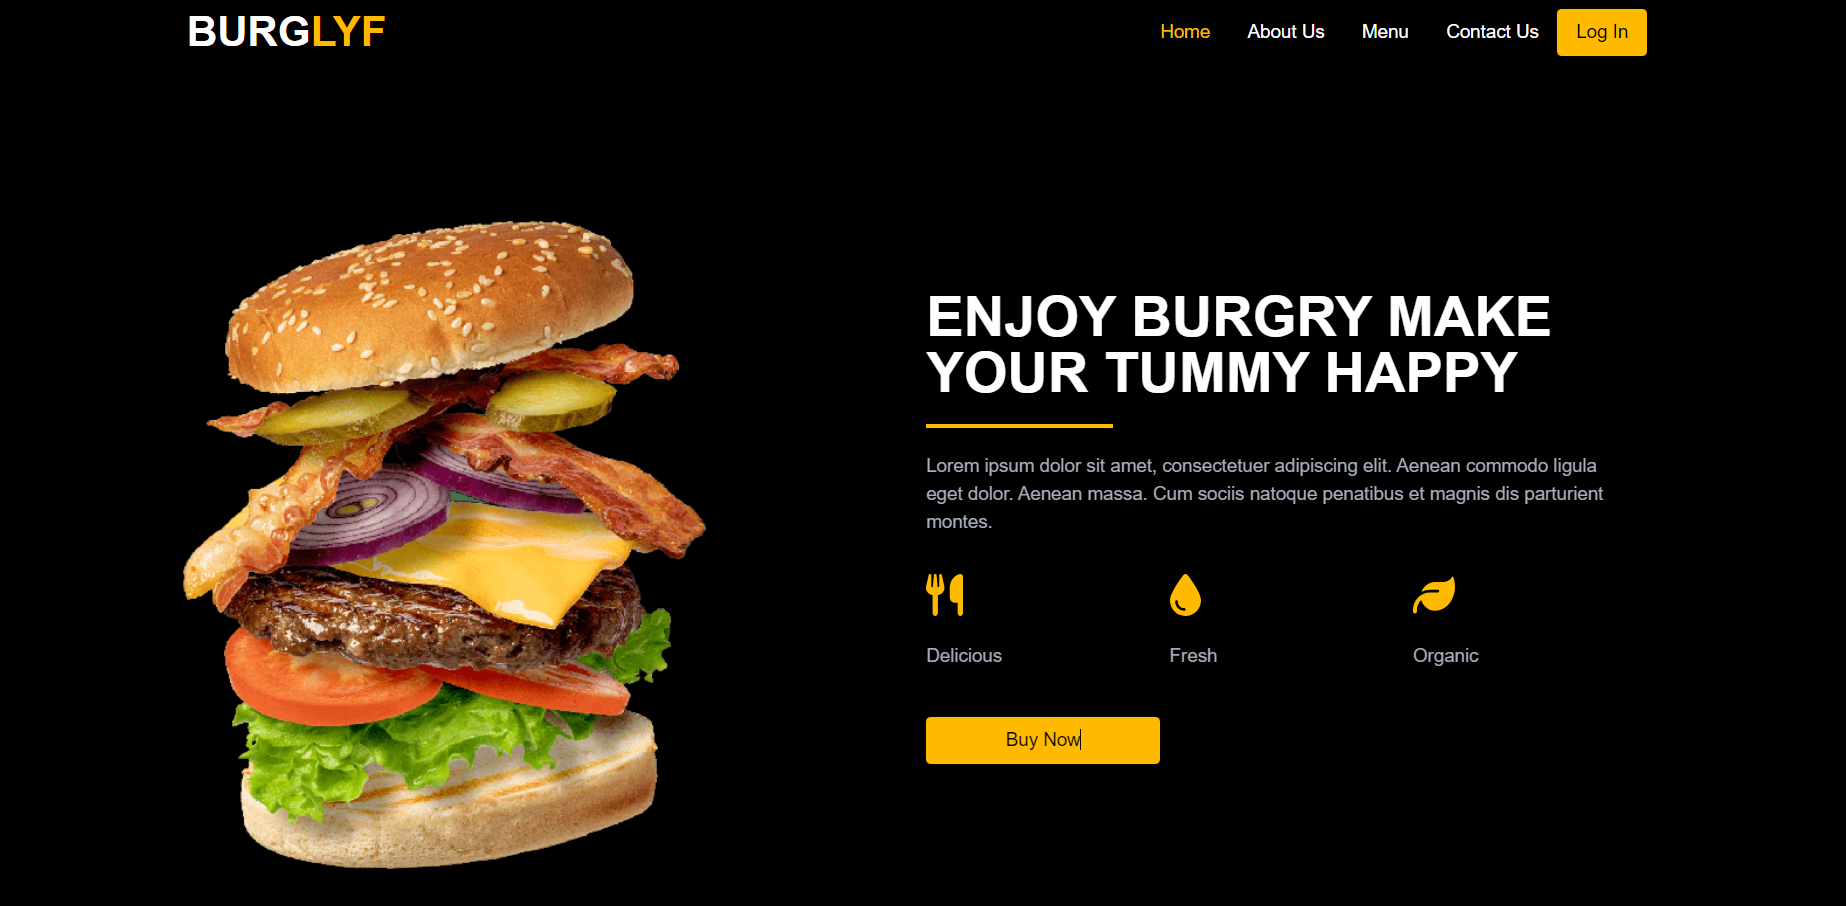 BURGLYF
Home About Us Menu Contact Us Log In
ENJOY BURGRY MAKE
YOUR TUMMY HAPPY
Lorem ipsum dolor sit amet, consectetuer adipiscing elit. Aenean commodo ligula
eget dolor. Aenean massa. Cum sociis natoque penatibus et magnis dis parturient
montes.
Delicious Fresh Organic
Buy Now